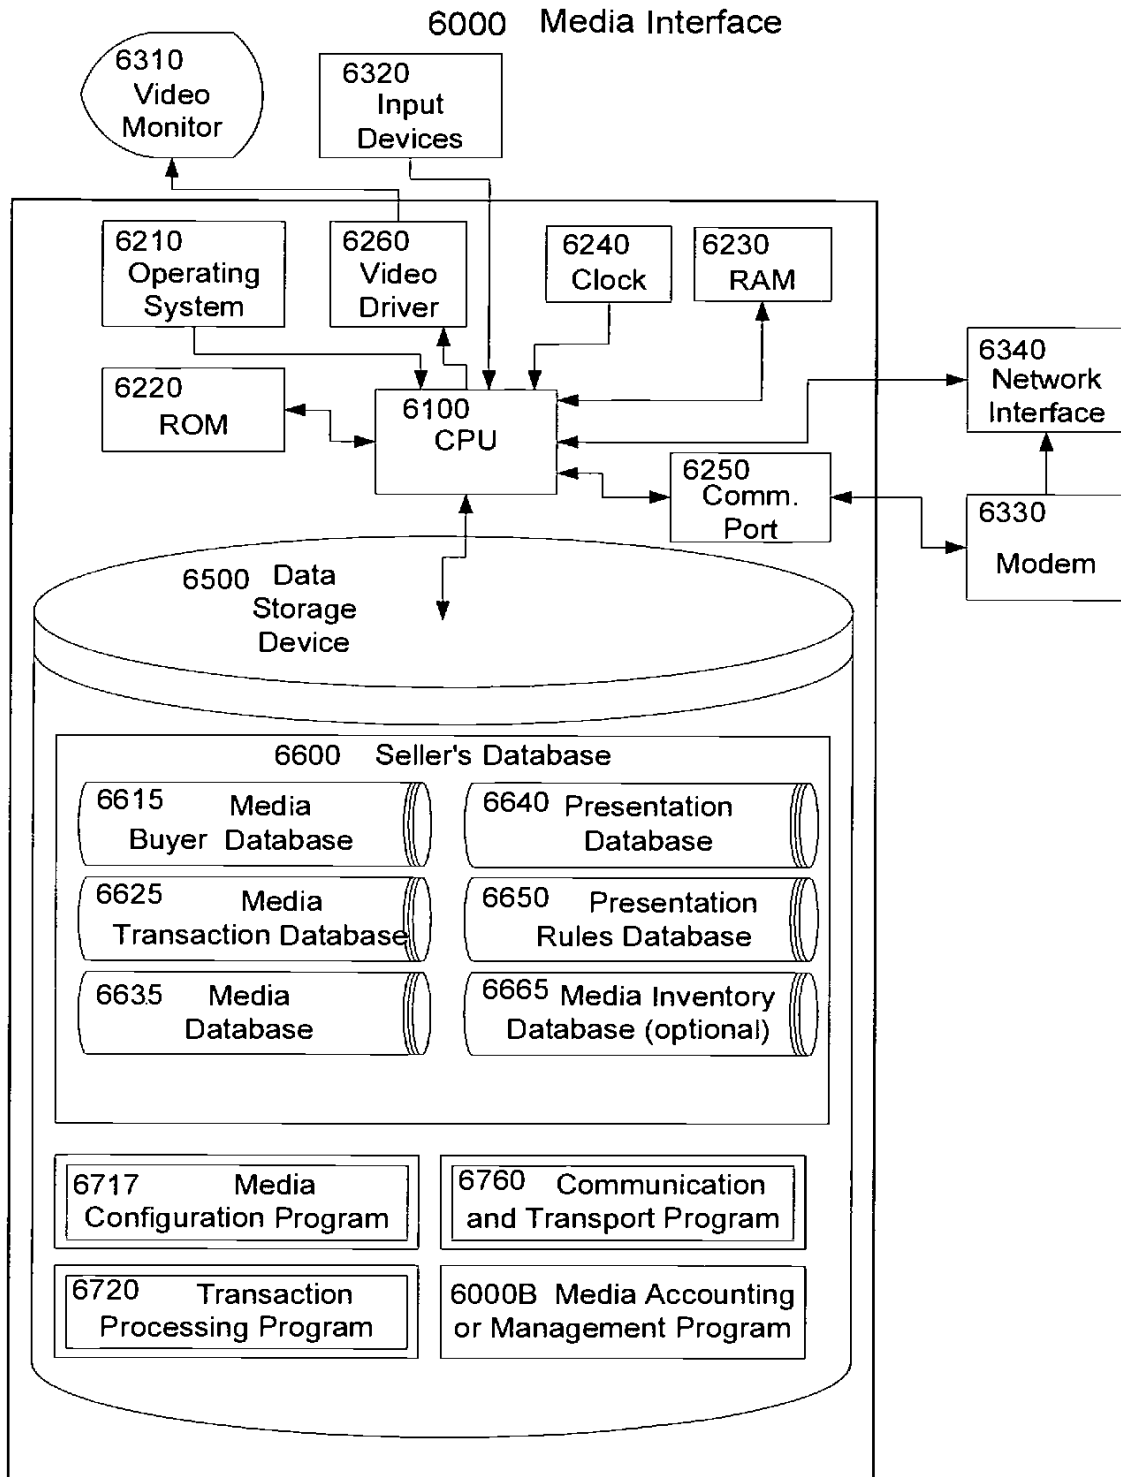 6000 Media Interface
6310
Video
Monitor
6320
Input
Devices
6210
Operating
System
6260
Video
Driver
6240
Clock
6230
RAM
6340
Network
Interface
6220
ROM
6100
CPU
6250
Comm.
Port
6330
Modem
6500 Data
Storage
Device
6600 Seller's Database
6615 Media
Buyer Database
6640 Presentation
Database
6625 Media
Transaction Database
6650 Presentation
Rules Database
6635 Media
Database
6665 Media Inventory
Database (optional)
6717 Media
Configuration Program
6760 Communication
and Transport Program
6720 Transaction
Processing Program
6000B Media Accounting
or Management Program